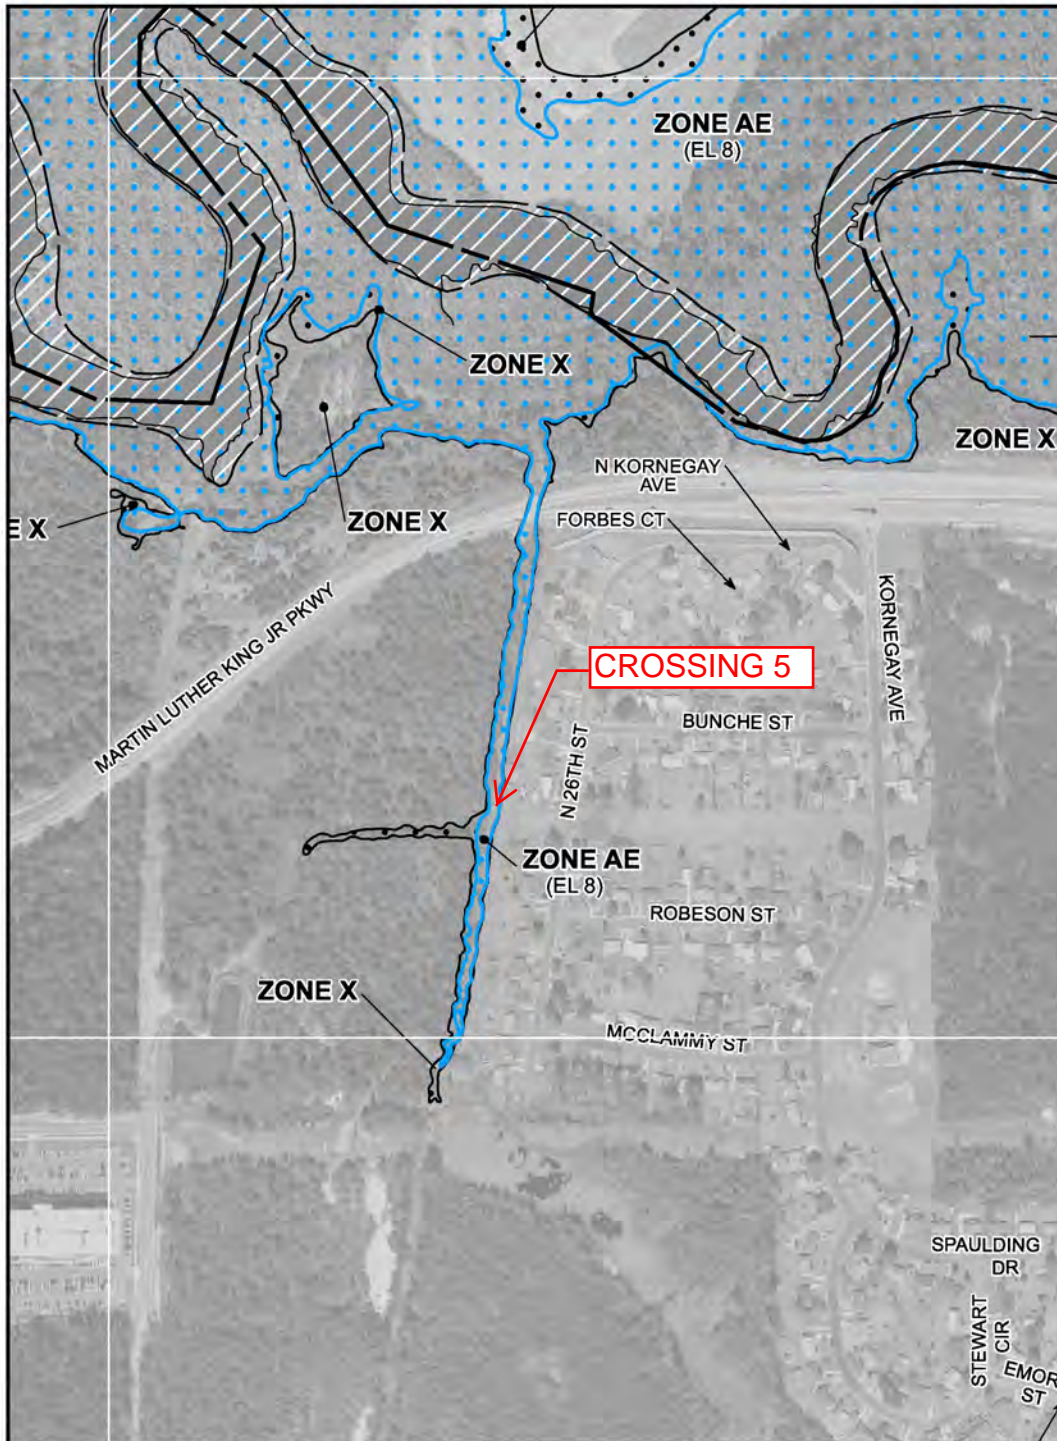 ZONE AE
(EL 8)
ZONE X
ZONE X
N KORNEGAY
AVE
ZONE X
FORBES CT
E X
MARTIN LUTHER KING JR PKWY
KORNEGAY AVE
CROSSING 5
BUNCHE ST
N 26TH ST
ZONE AE
(EL 8)
ROBESON ST
ZONE X
MCCLAMMY ST
SPAULDING
DR
STEWART
CIR
EMOR
ST